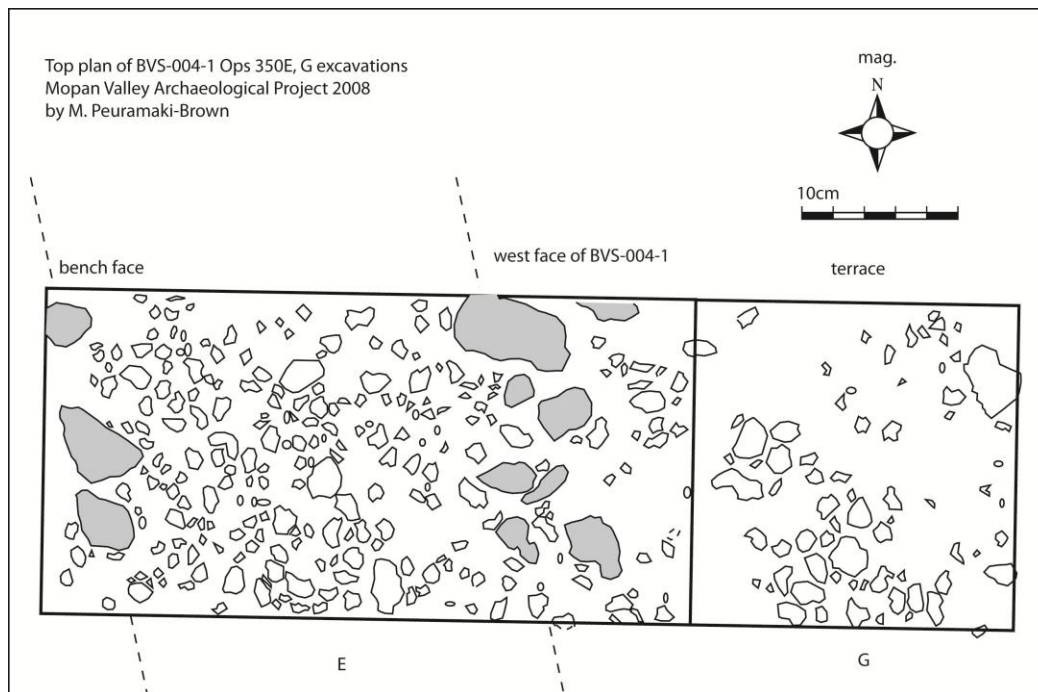 Top plan of BVS-004-1 Ops 350E, G excavations
Mopan Valley Archaeological Project 2008
by M. Peuramaki-Brown
mag.
N
10cm
bench face
west face of BVS-004-1
terrace
E
G